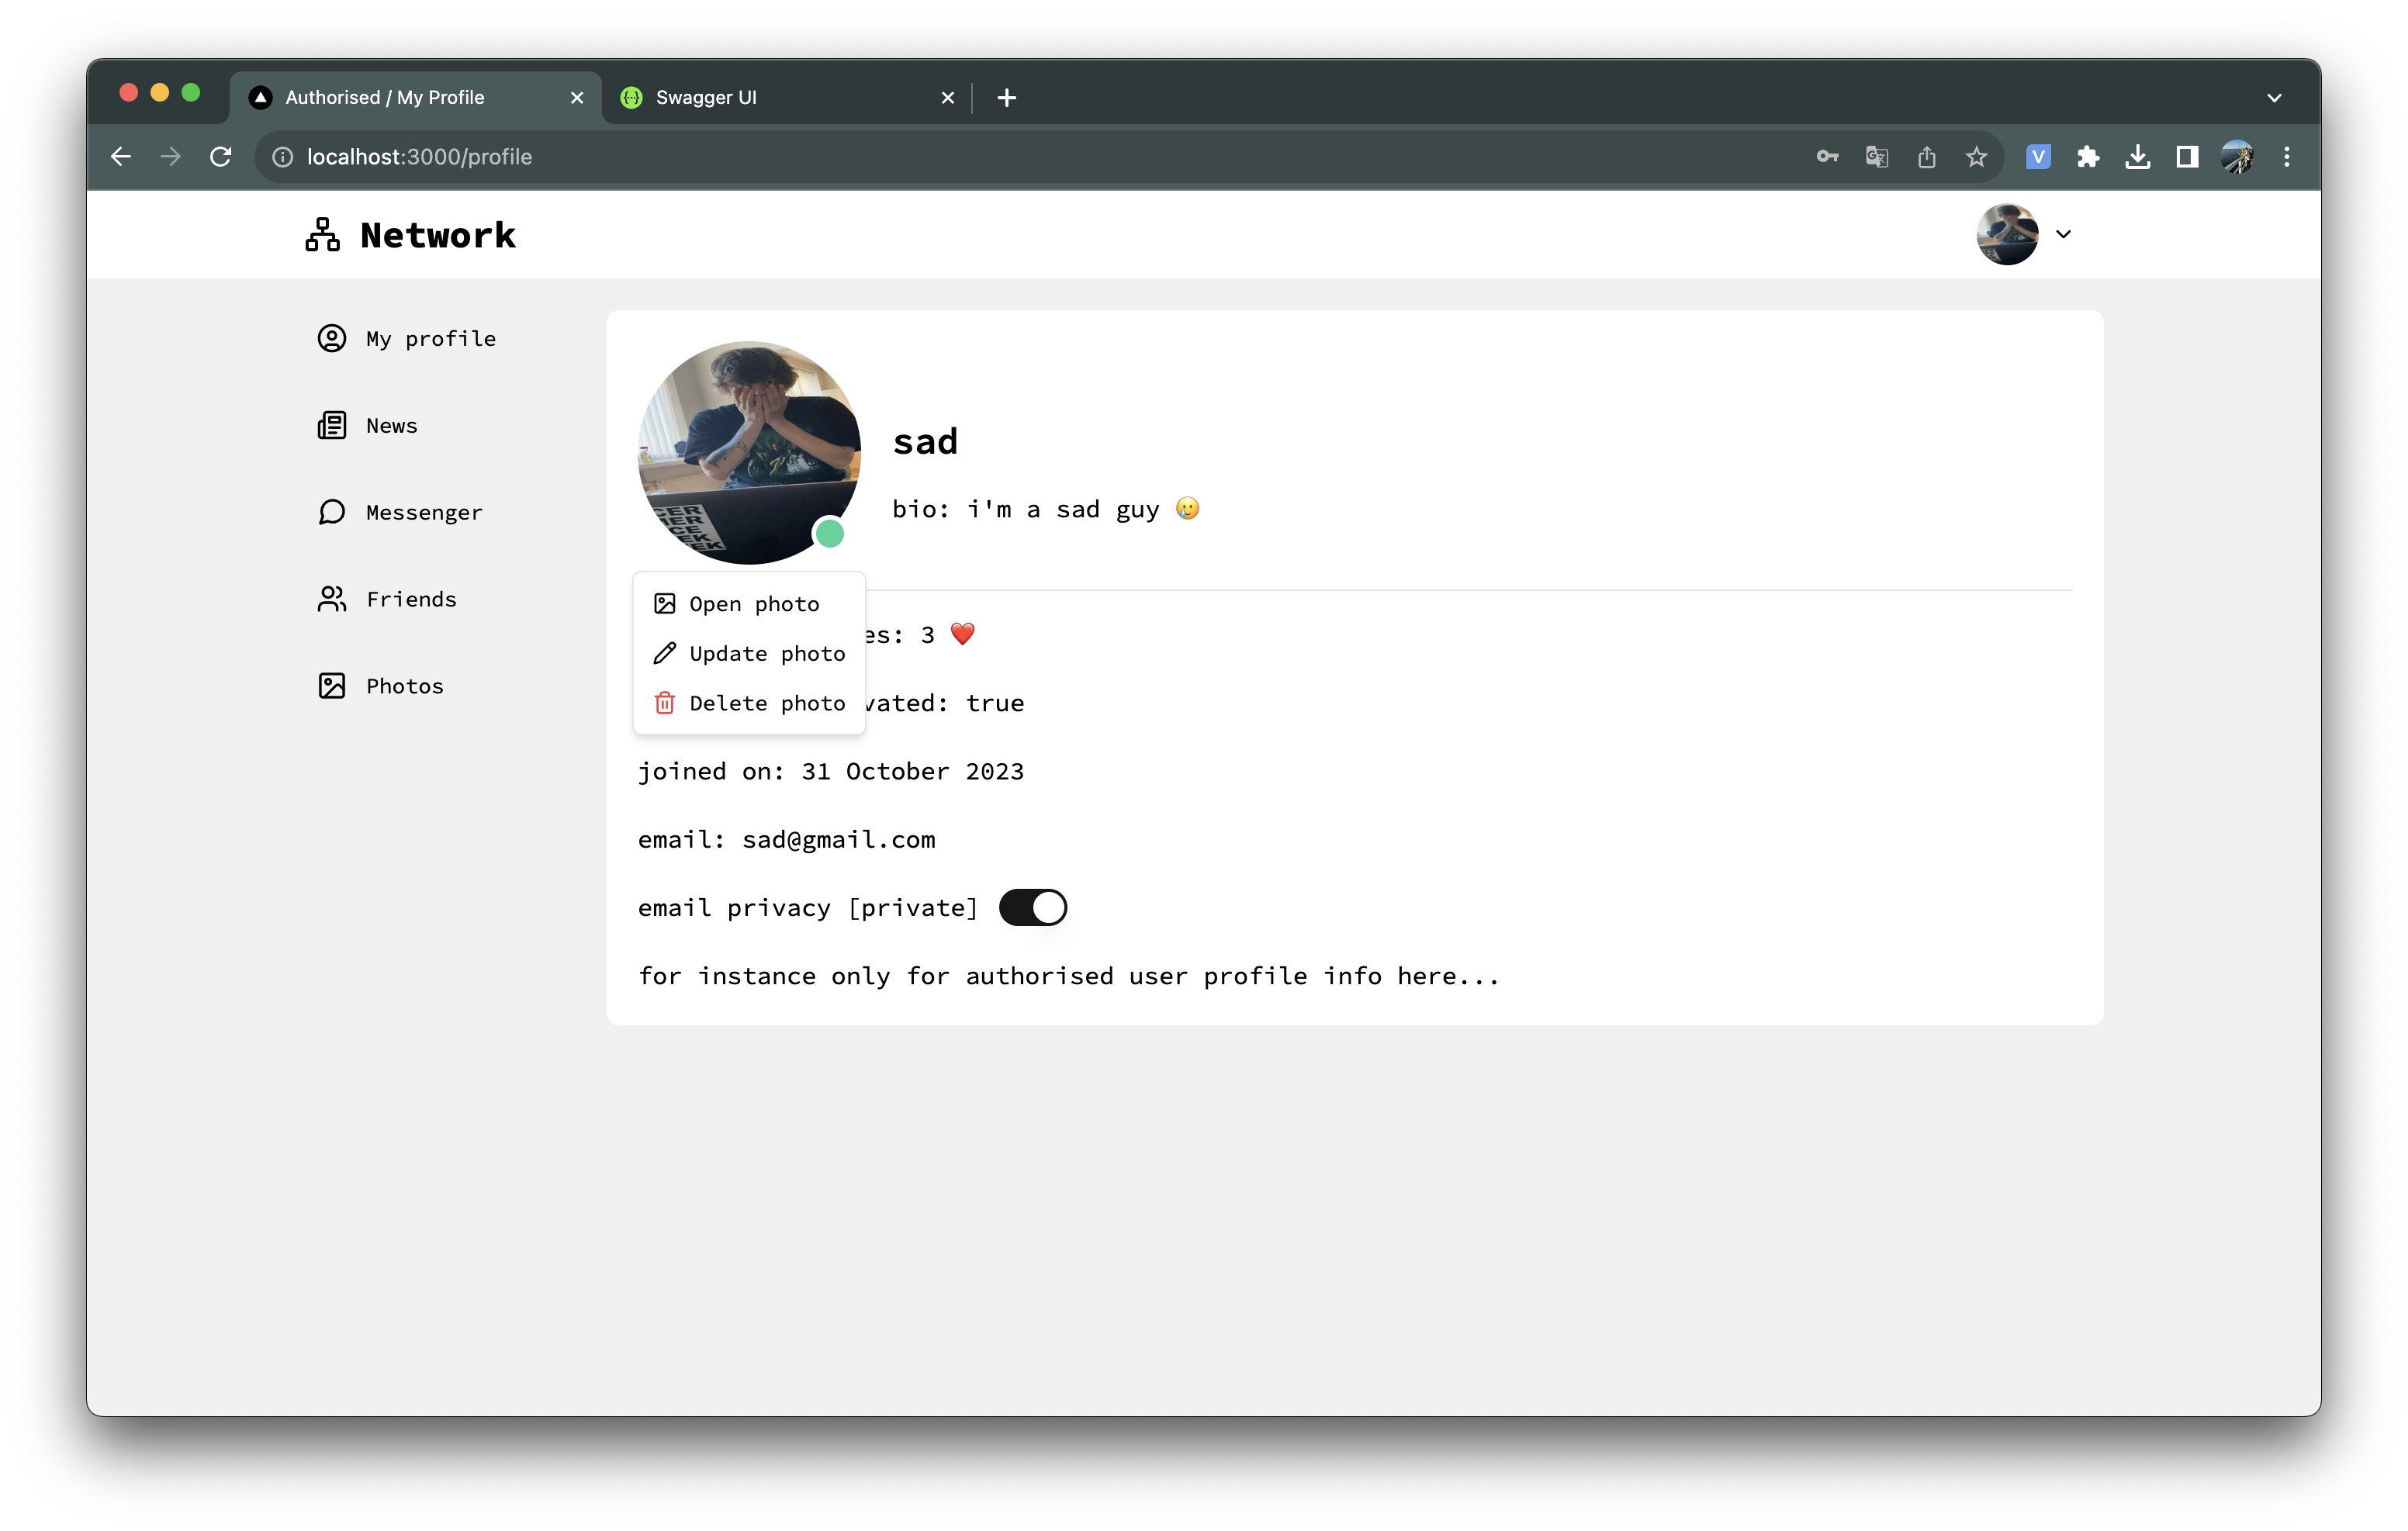 Authorised / My Profile
Swagger UI
localhost:3000/profile
Network
My profile
News
Messenger
Friends
Photos
sad
bio: i'm a sad guy 🥲
Open photo
Update photo
Delete photo
es: 3 ❤️
vated: true
joined on: 31 October 2023
email: sad@gmail.com
email privacy [private]
for instance only for authorised user profile info here...